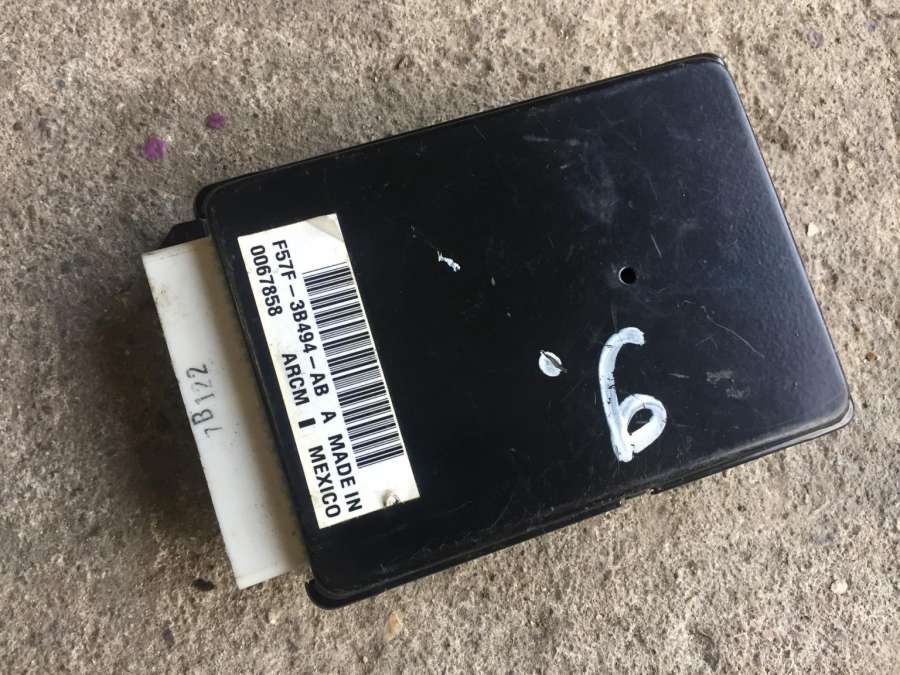 F57F-3B494-AB A MADE IN
0067858 ARCM I MEXICO
7B122
6